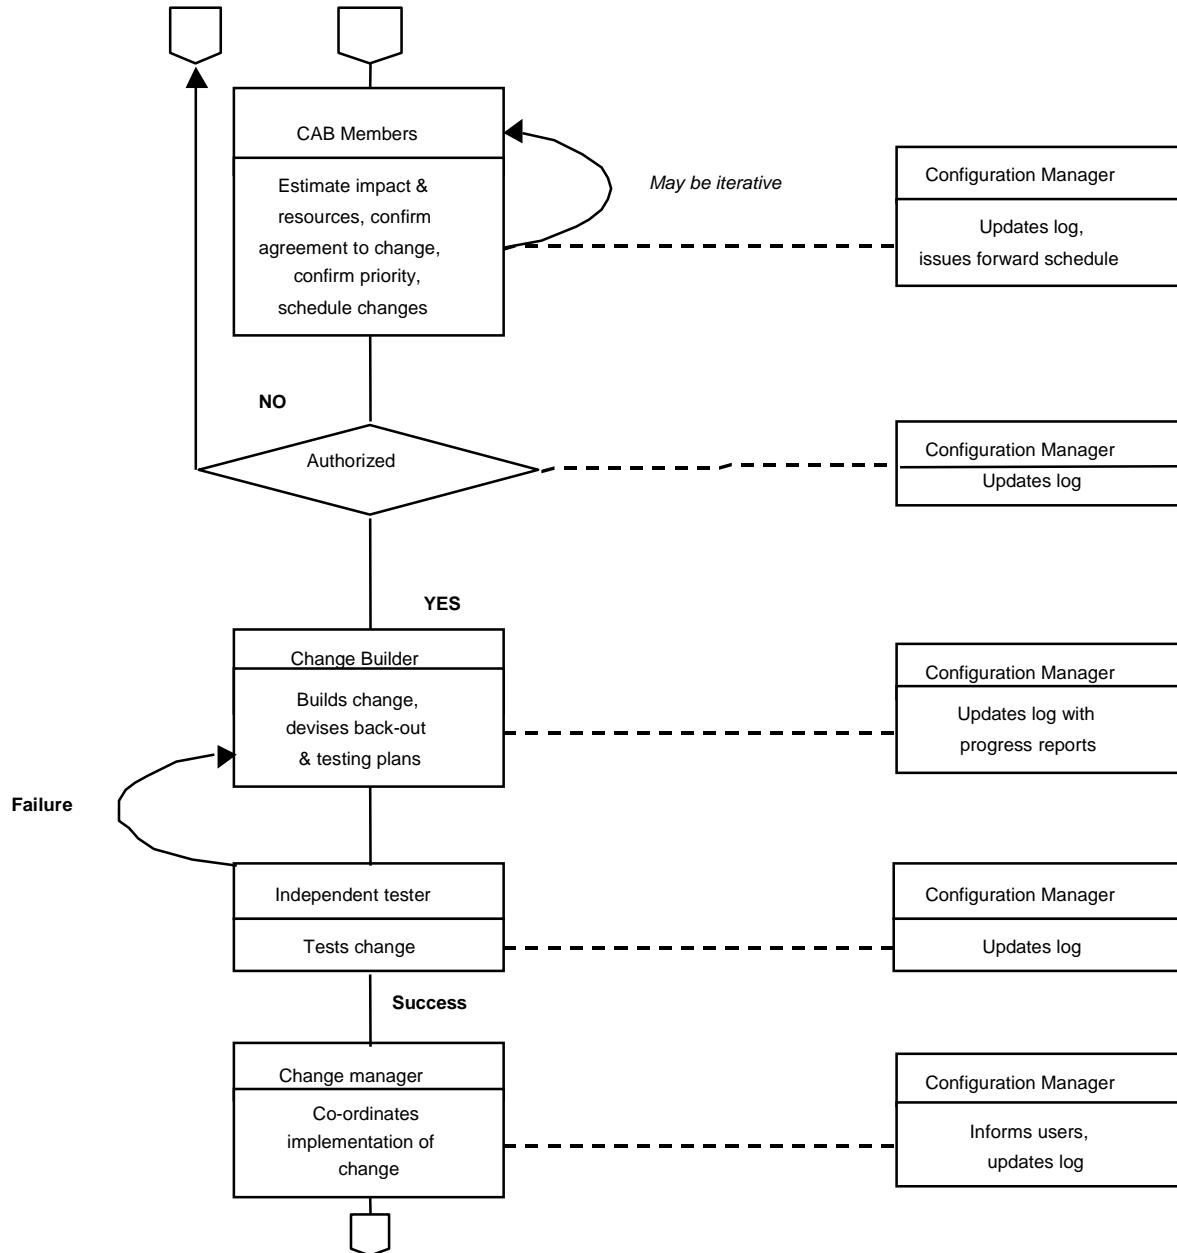 CAB Members
Estimate impact &
resources, confirm
agreement to change,
confirm priority,
schedule changes
May be iterative
Configuration Manager
Updates log,
issues forward schedule
NO
Authorized
Configuration Manager
Updates log
YES
Change Builder
Builds change,
devises back-out
& testing plans
Configuration Manager
Updates log with
progress reports
Failure
Independent tester
Tests change
Configuration Manager
Updates log
Success
Change manager
Co-ordinates
implementation of
change
Configuration Manager
Informs users,
updates log